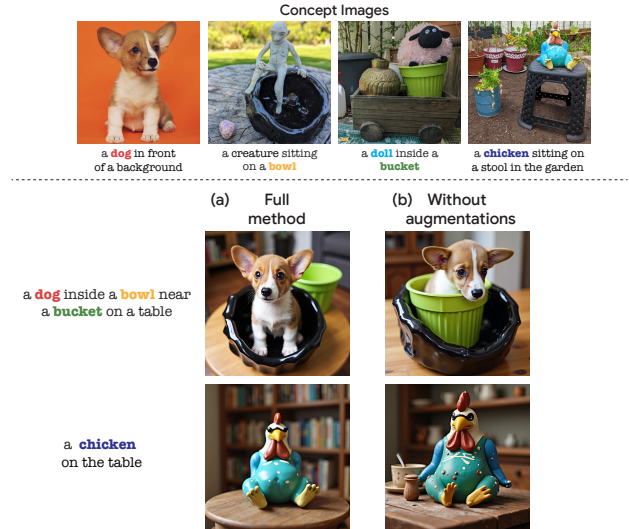 Concept Images
a dog in front
of a background
a creature sitting
on a bowl
a doll inside a
bucket
a chicken sitting on
a stool in the garden
(a) Full
method
(b) Without
augmentations
a dog inside a bowl near
a bucket on a table
a chicken
on the table